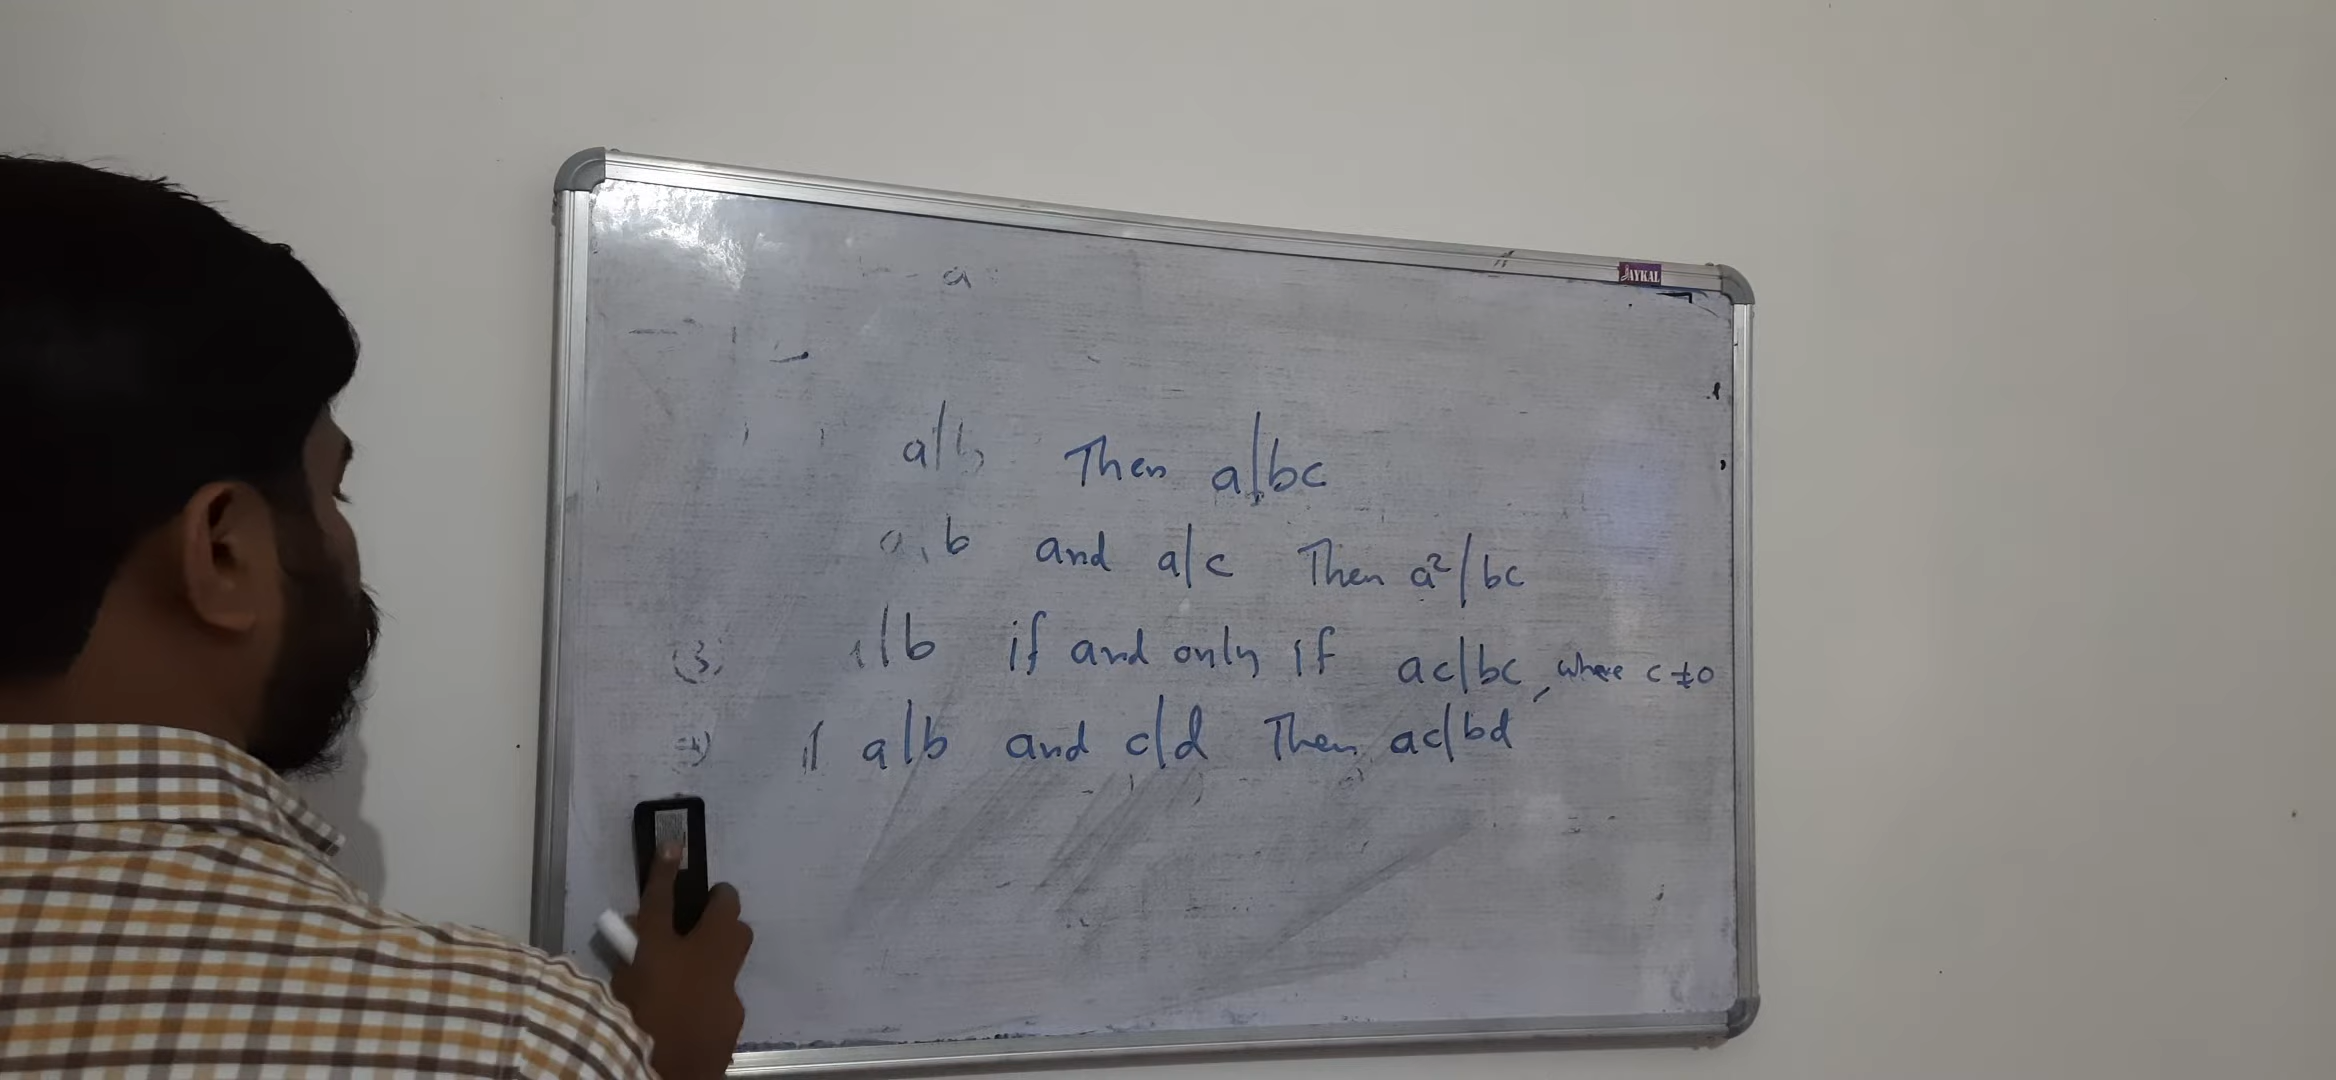 JAYKAL
a
a/b Then a/bc
a, b and a/c Then a²/bc
(3) /b if and only if ac/bc, where c ≠ 0
(4) if a/b and c/d Then ac/bd